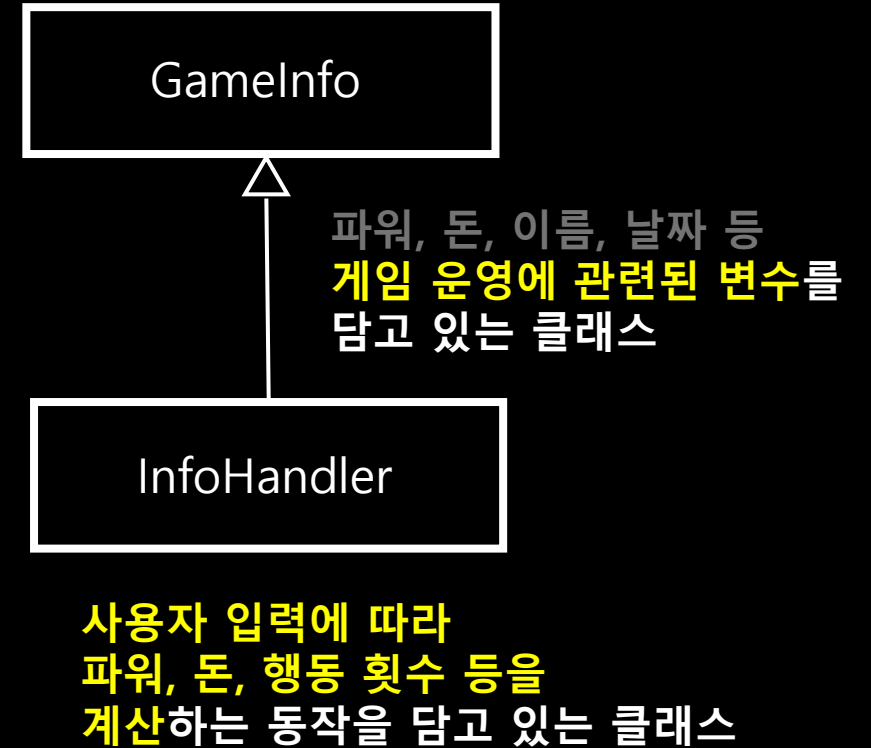 GameInfo
파워, 돈, 이름, 날짜 등
게임 운영에 관련된 변수를
담고 있는 클래스
InfoHandler
사용자 입력에 따라
파워, 돈, 행동 횟수 등을
계산하는 동작을 담고 있는 클래스